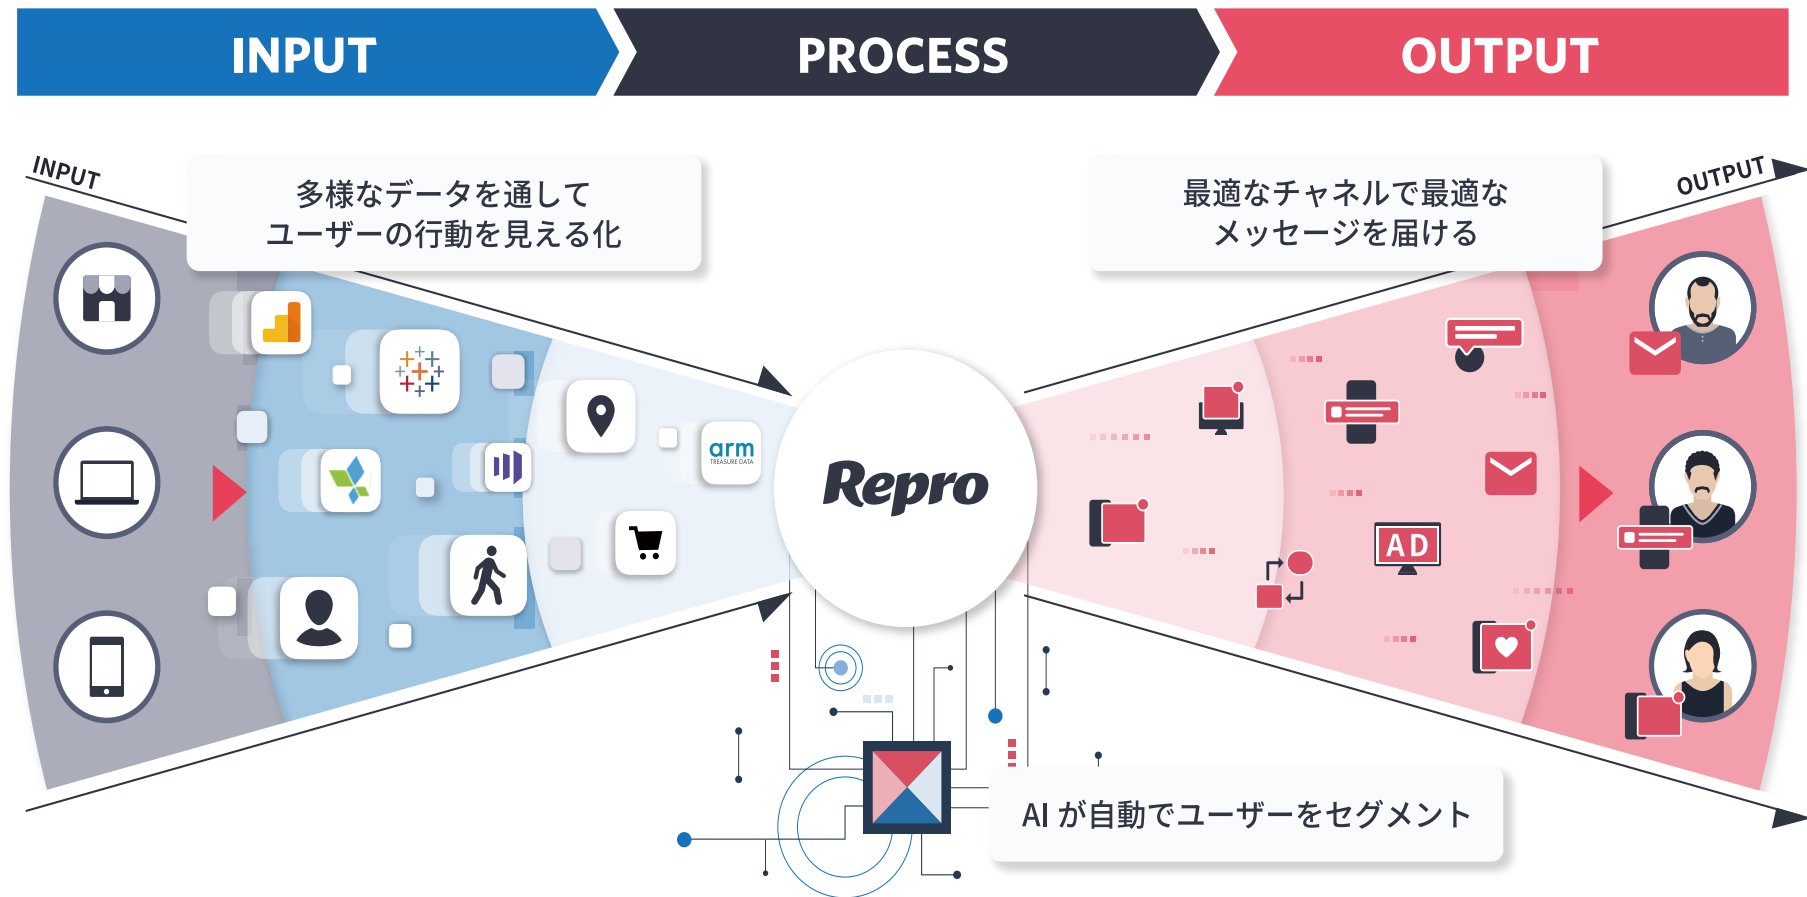 INPUT
PROCESS
OUTPUT
INPUT
多様なデータを通して
ユーザーの行動を見える化
最適なチャネルで最適な
メッセージを届ける
OUTPUT
arm
TREASURE DATA
Repro
AD
AI が自動でユーザーをセグメント